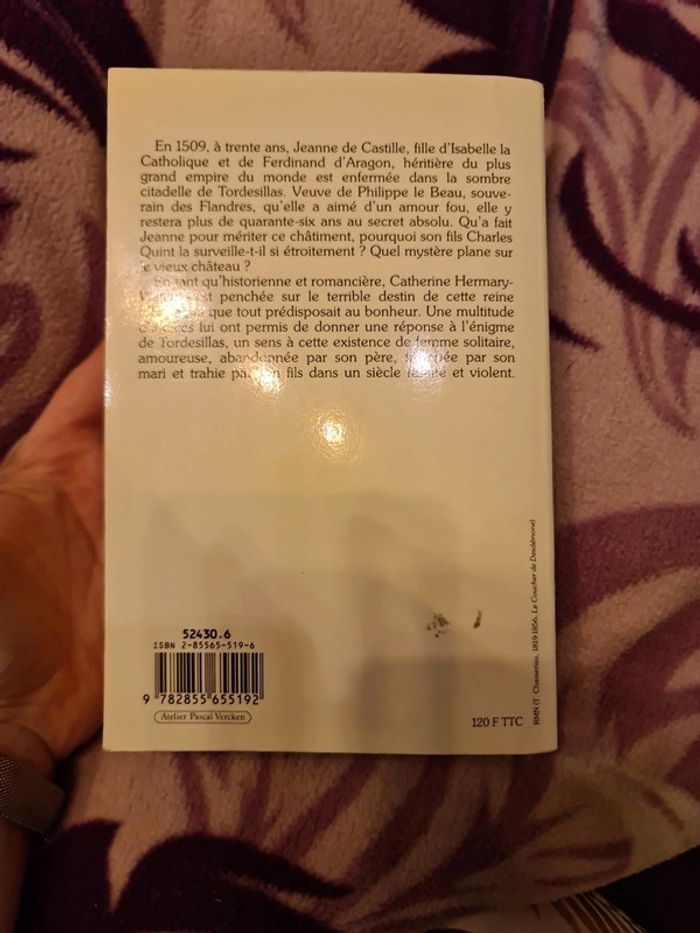 En 1509, à trente ans, Jeanne de Castille, fille d'Isabelle la
Catholique et de Ferdinand d'Aragon, héritière du plus
grand empire du monde est enfermée dans la sombre
citadelle de Tordesillas. Veuve de Philippe le Beau, souve-
rain des Flandres, qu'elle a aimé d'un amour fou, elle y
restera plus de quarante-six ans au secret absolu. Qu'a fait
Jeanne pour mériter ce châtiment, pourquoi son fils Charles
Quint la surveille-t-il si étroitement ? Quel mystère plane sur
le vieux château ?
En tant qu'historienne et romancière, Catherine Hermary-
penchée sur le terrible destin de cette reine
que tout prédisposait au bonheur. Une multitude
lui ont permis de donner une réponse à l'énigme
de Tordesillas, un sens à cette existence de femme solitaire,
amoureuse, abandonnée par son père, par son
mari et trahie par son fils dans un siècle et violent.
52430.6
ISBN 2-85565-519-6
9 782855 655192
Atelier Pascal Vercken
120 F TTC
RMN (T. Chasseriau, 1819-1856, Le Coucher de Desdémone)